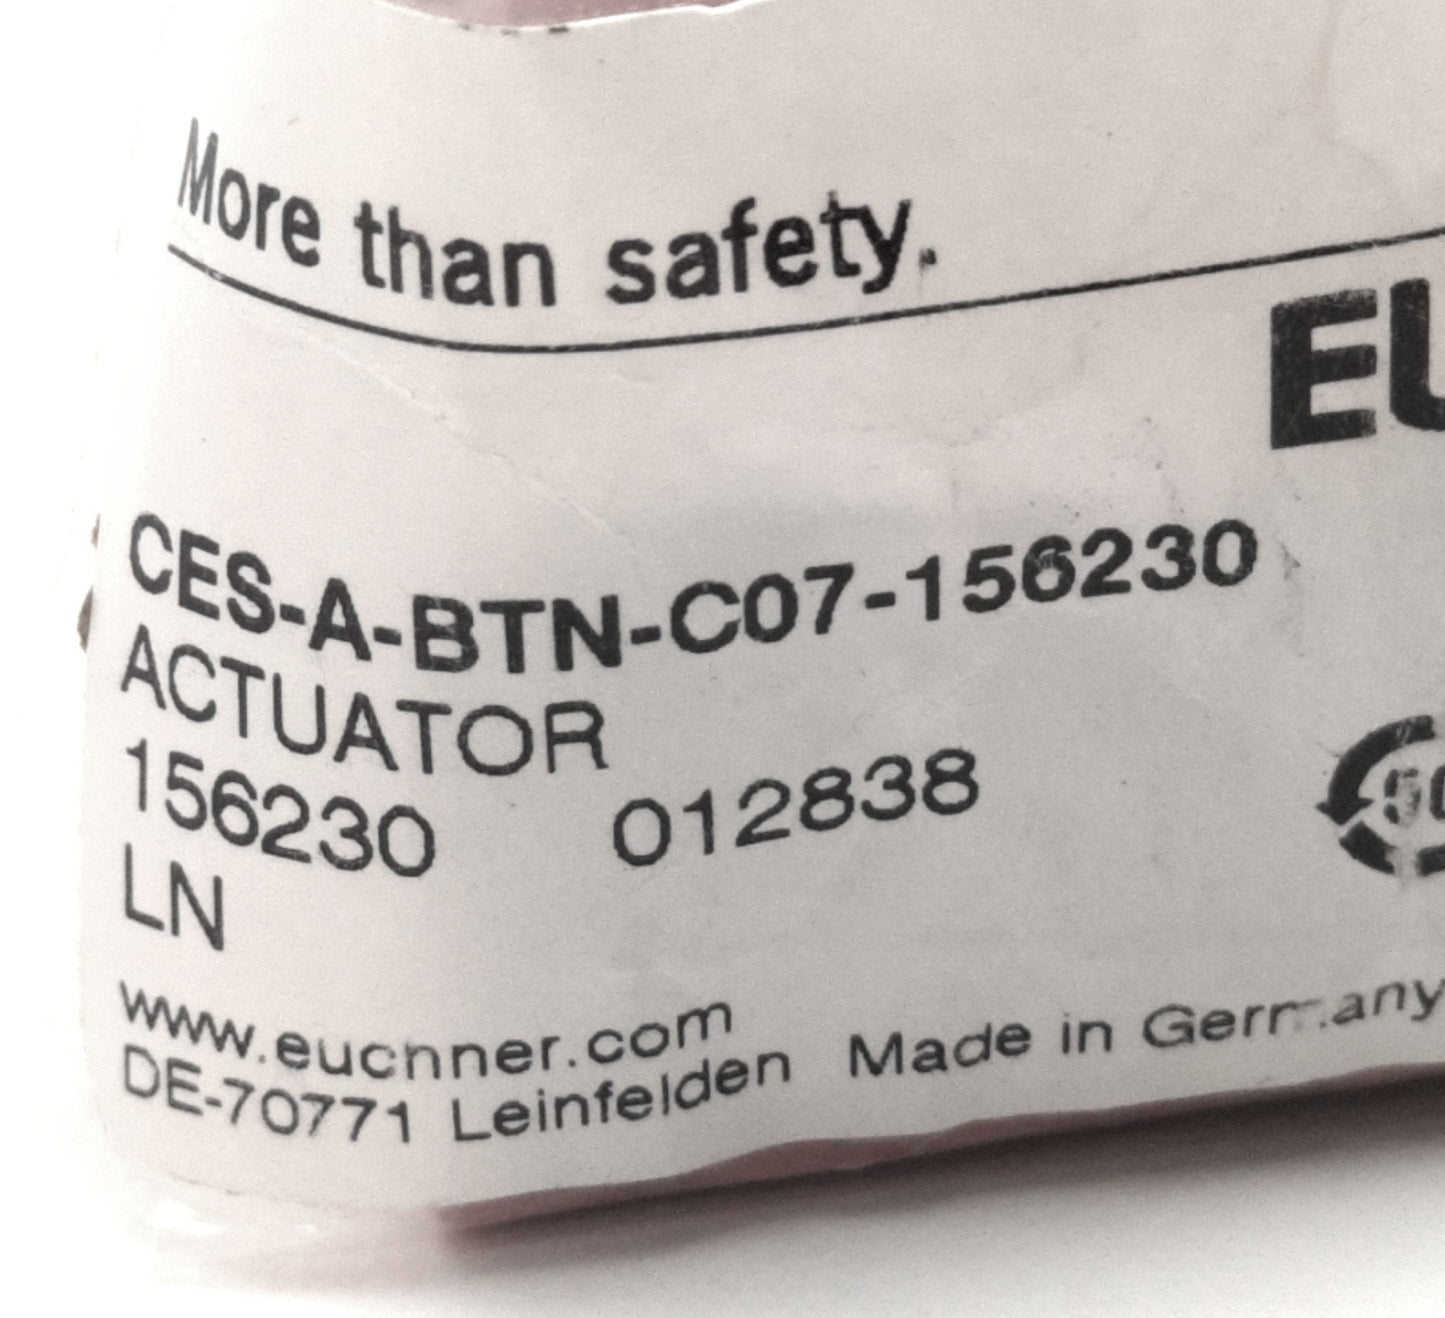 More than safety.
EU
CES-A-BTN-C07-156230
ACTUATOR
156230 012838
LN
www.euchner.com
DE-70771 Leinfelden Made in Germany